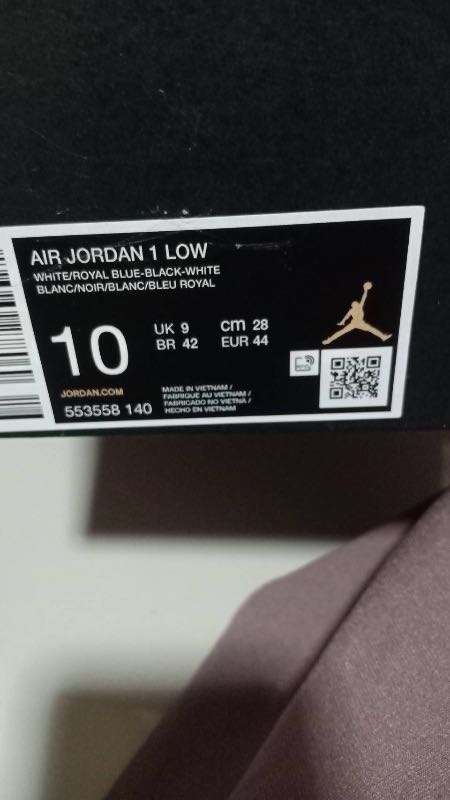 AIR JORDAN 1 LOW
WHITE/ROYAL BLUE-BLACK-WHITE
BLANC/NOIR/BLANC/BLEU ROYAL
10
UK 9 cm 28
BR 42 EUR 44
JORDAN.COM
553558 140
MADE IN VIETNAM /
FABRIQUE AU VIETNAM /
FABRICADO NO VIETNÃ /
HECHO EN VIETNAM